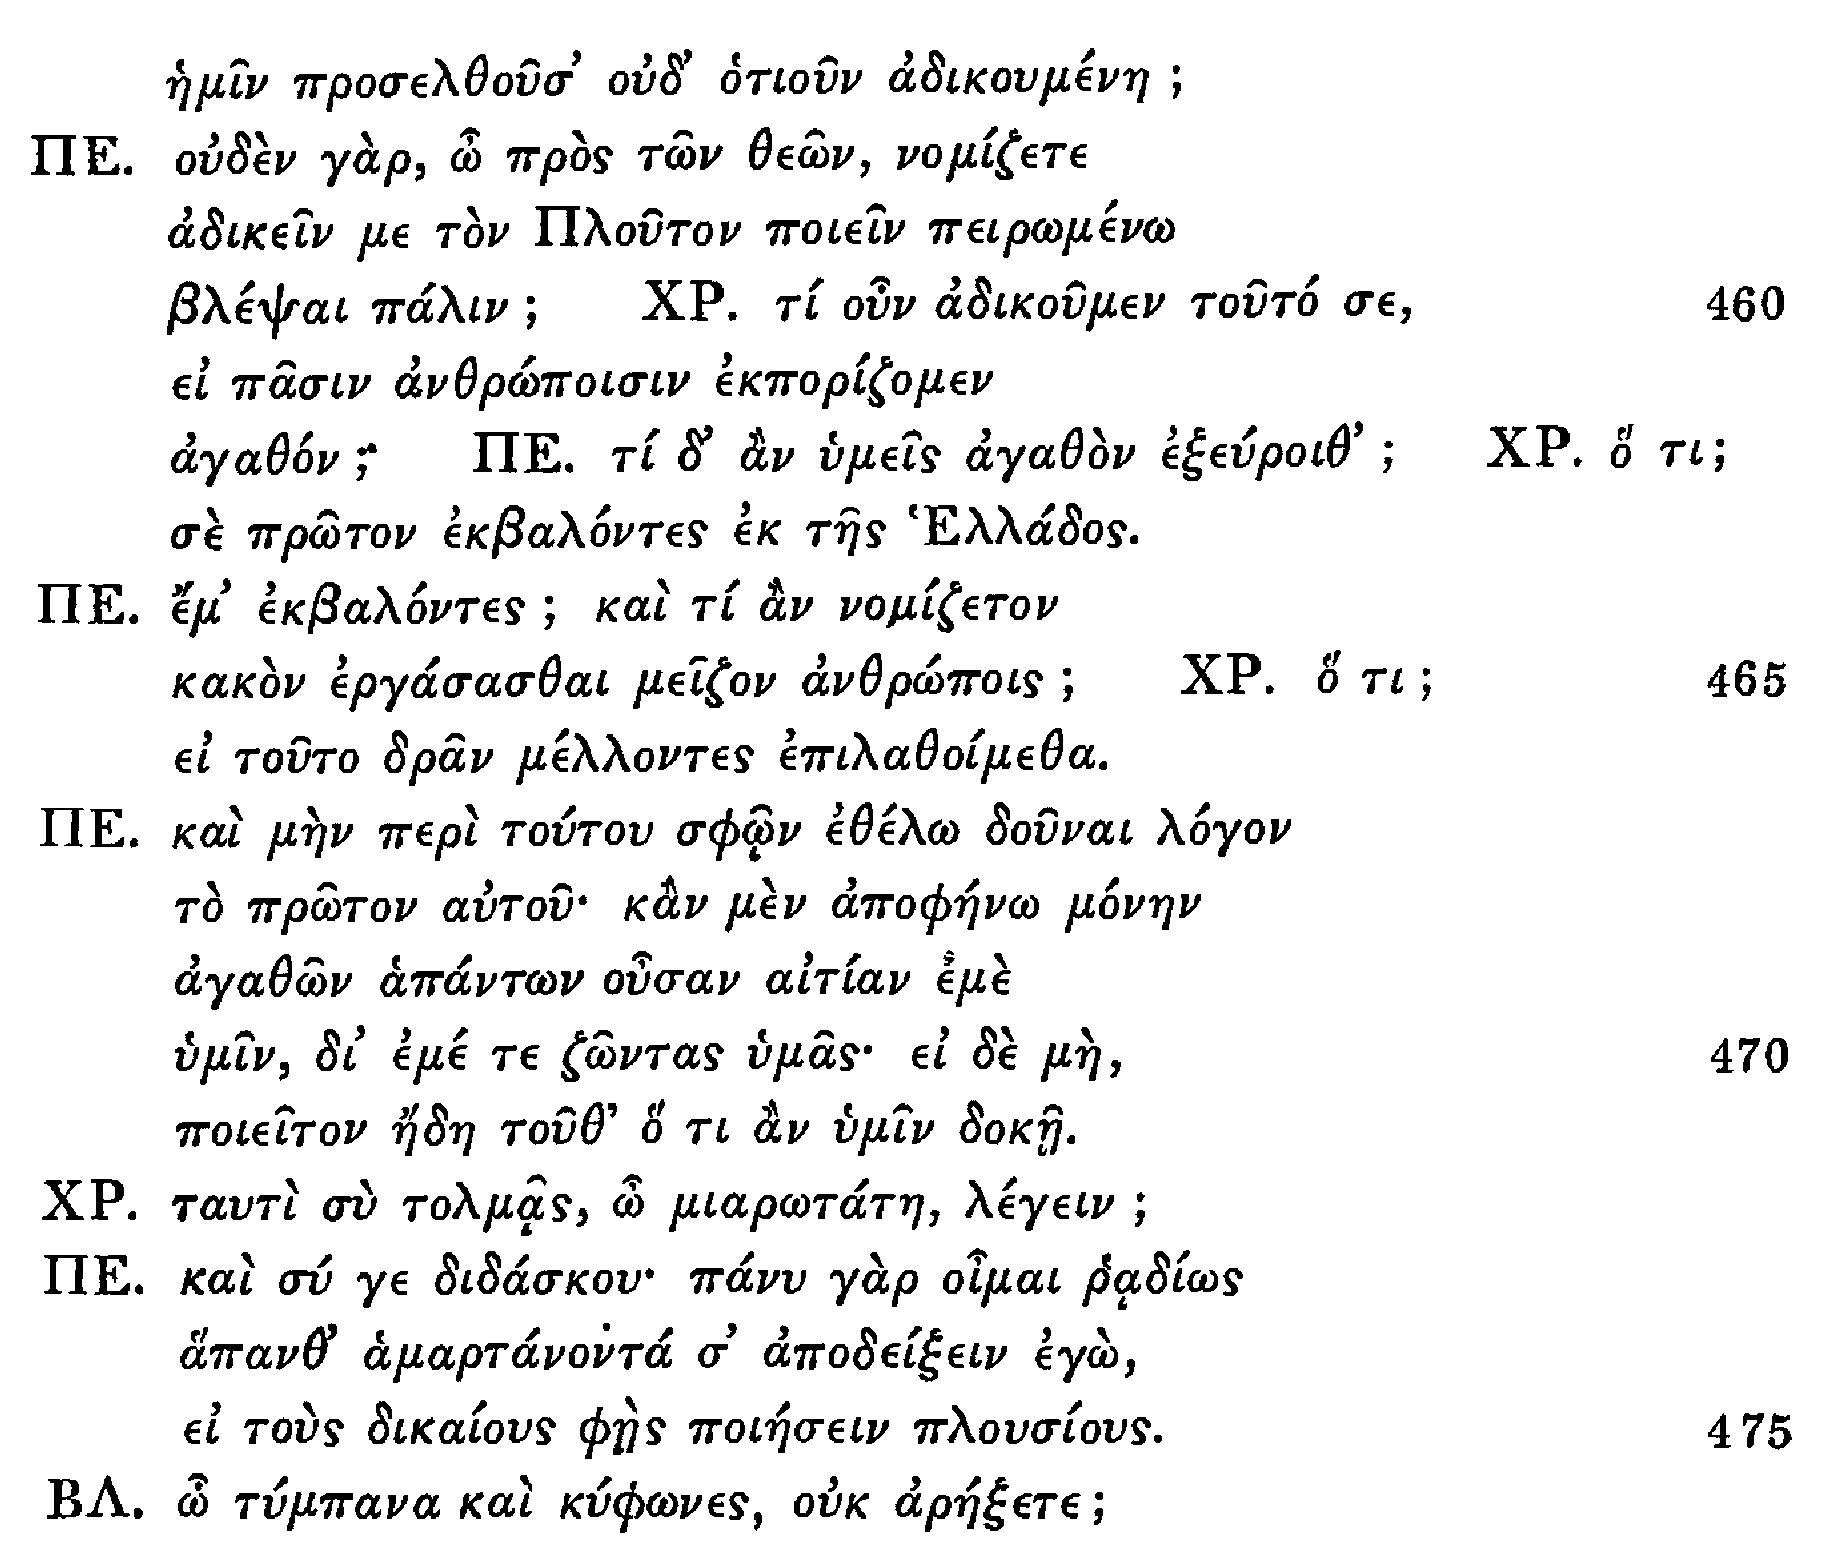 ἡμῖν προσελθοῦσ’ οὐδ’ ὁτιοῦν ἀδικουμένη ;
ΠΕ. οὐδὲν γὰρ, ὦ πρὸς τῶν θεῶν, νομίζετε
ἀδικεῖν με τὸν Πλοῦτον ποιεῖν πειρωμένω
βλέψαι πάλιν ; ΧΡ. τί οὖν ἀδικοῦμεν τοῦτό σε, 460
εἰ πᾶσιν ἀνθρώποισιν ἐκπορίζομεν
ἀγαθόν ; ΠΕ. τί δ’ ἂν ὑμεῖς ἀγαθὸν ἐξεύροιθ’ ; ΧΡ. ὅ τι;
σὲ πρῶτον ἐκβαλόντες ἐκ τῆς Ἑλλάδος.
ΠΕ. ἔμ’ ἐκβαλόντες ; καὶ τί ἂν νομίζετον
κακὸν ἐργάσασθαι μεῖζον ἀνθρώποις ; ΧΡ. ὅ τι ; 465
εἰ τοῦτο δρᾶν μέλλοντες ἐπιλαθοίμεθα.
ΠΕ. καὶ μὴν περὶ τούτου σφῷν ἐθέλω δοῦναι λόγον
τὸ πρῶτον αὐτοῦ· κἂν μὲν ἀποφήνω μόνην
ἀγαθῶν ἁπάντων οὖσαν αἰτίαν ἐμὲ
ὑμῖν, δι’ ἐμέ τε ζῶντας ὑμᾶς· εἰ δὲ μὴ, 470
ποιεῖτον ἤδη τοῦθ’ ὅ τι ἂν ὑμῖν δοκῇ.
ΧΡ. ταυτὶ σὺ τολμᾷς, ὦ μιαρωτάτη, λέγειν ;
ΠΕ. καὶ σύ γε διδάσκου· πάνυ γὰρ οἶμαι ῥᾳδίως
ἅπανθ’ ἁμαρτάνοντά σ’ ἀποδείξειν ἐγὼ,
εἰ τοὺς δικαίους φῂς ποιήσειν πλουσίους. 475
ΒΛ. ὦ τύμπανα καὶ κύφωνες, οὐκ ἀρήξετε ;